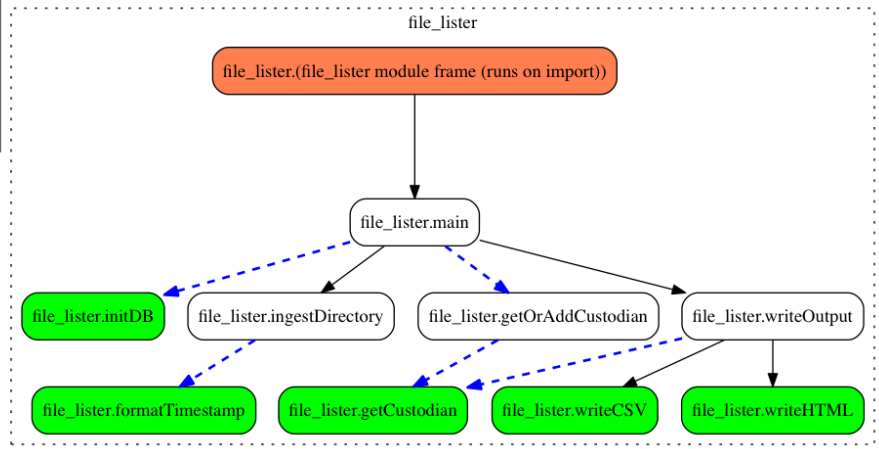 file_lister
file_lister.(file_lister module frame (runs on import))
file_lister.main
file_lister.initDB
file_lister.ingestDirectory
file_lister.getOrAddCustodian
file_lister.writeOutput
file_lister.formatTimestamp
file_lister.getCustodian
file_lister.writeCSV
file_lister.writeHTML